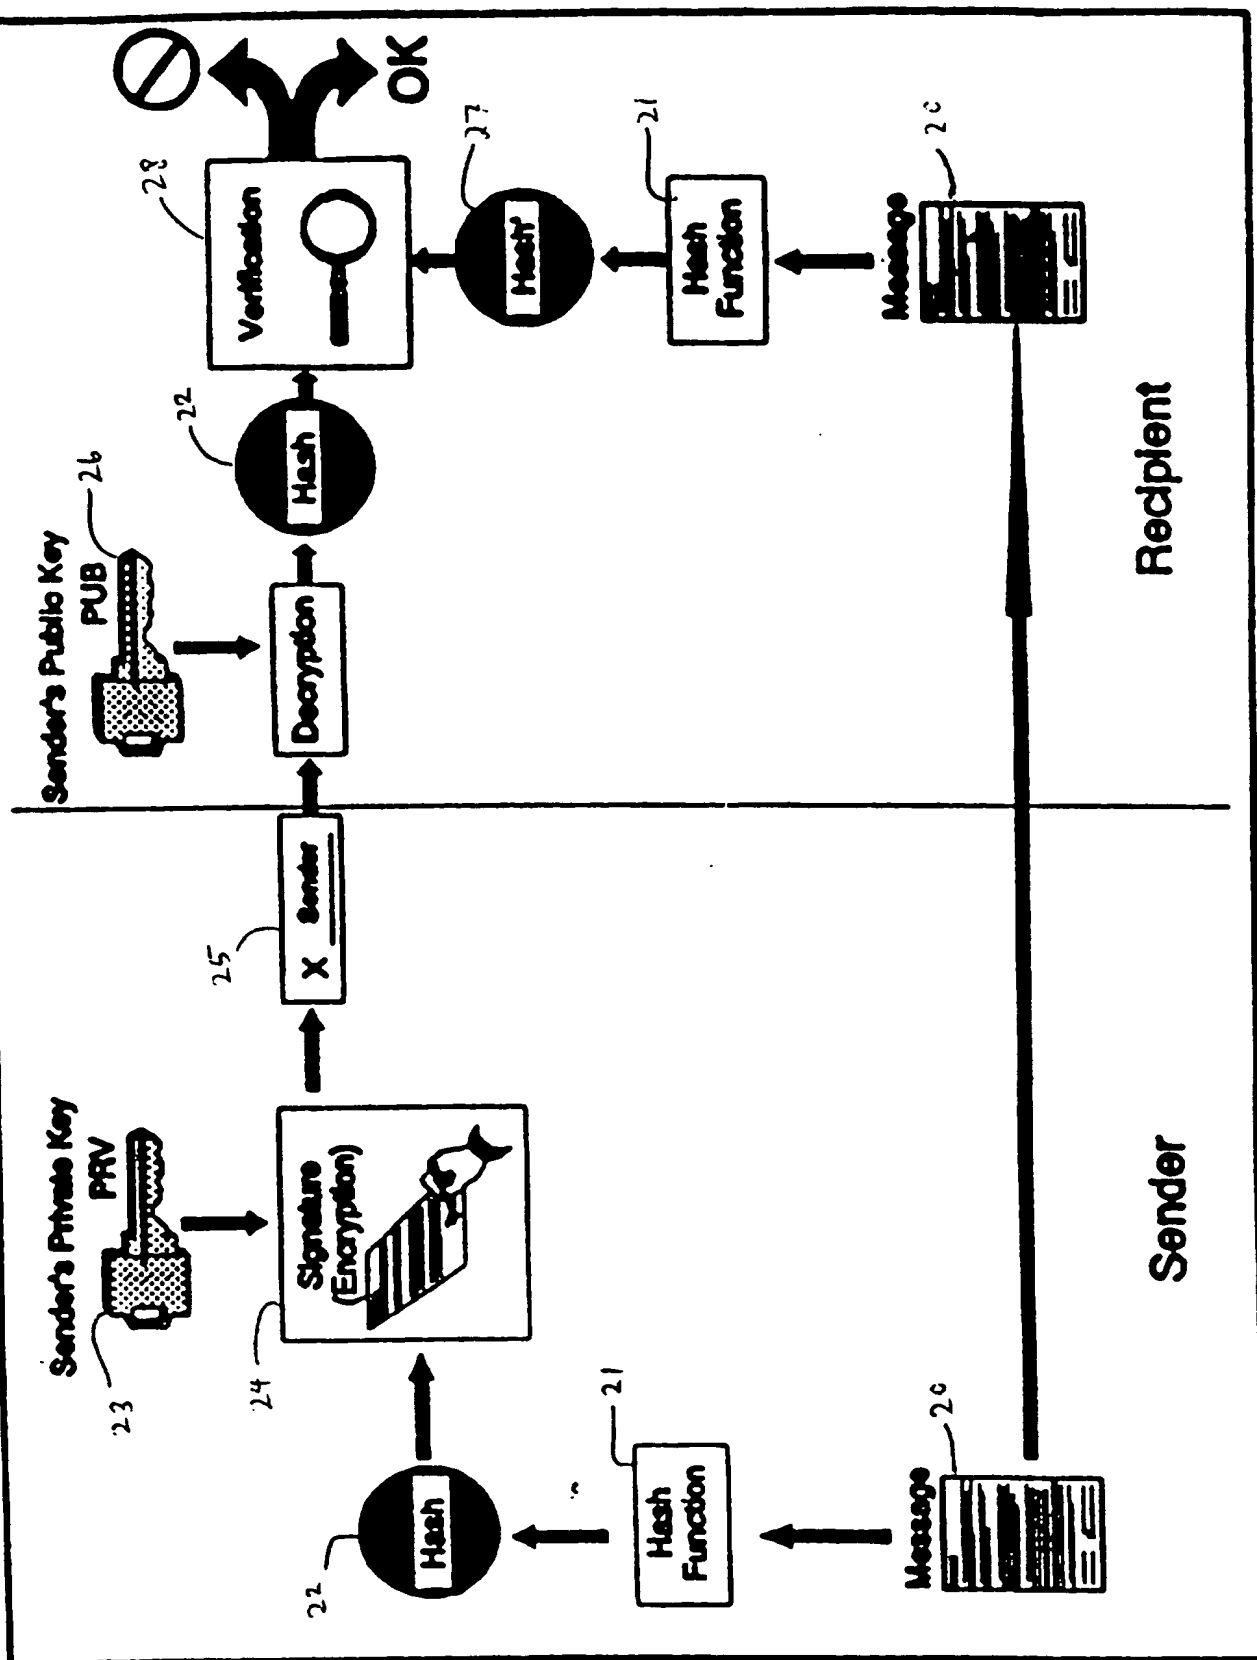 Sender's Private Key
PRV
23
Signature
(Encryption)
24
22
Hash
21
Hash
Function
Message
20
Sender
25
X Sender
Sender's Public Key
PUB
26
Decryption
22
Hash
28
Verification
OK
27
Hash'
21
Hash
Function
Message
20
Recipient